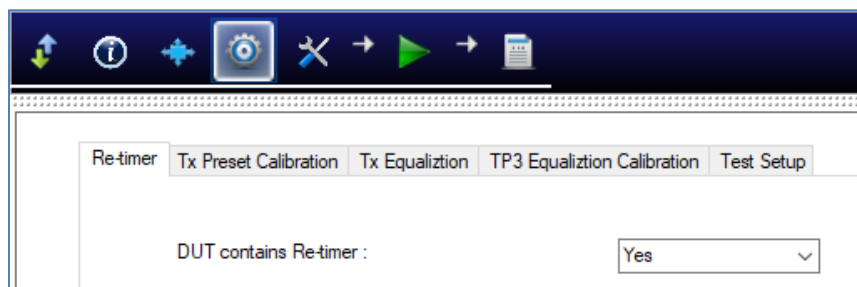 Re-timer Tx Preset Calibration Tx Equaliztion TP3 Equaliztion Calibration Test Setup
DUT contains Re-timer : Yes